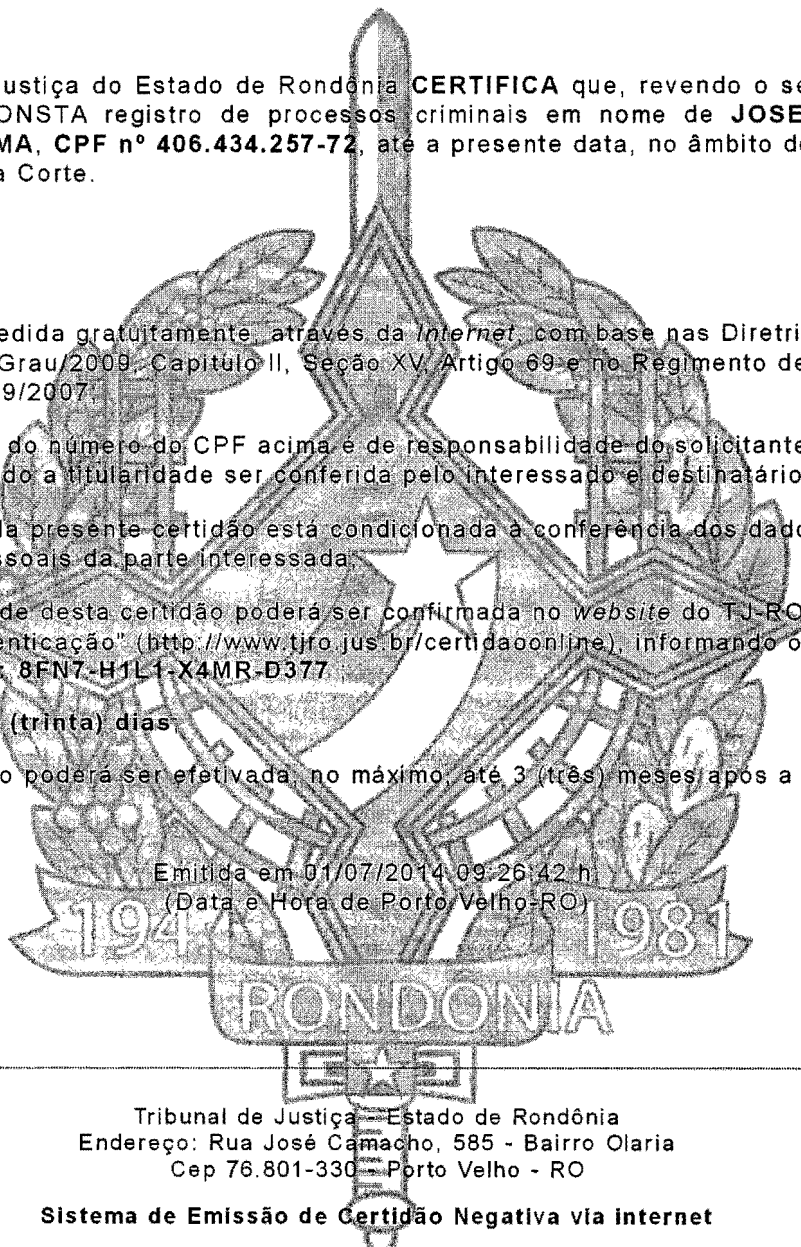 ustiça do Estado de Rondônia CERTIFICA que, revendo o se
ONSTA registro de processos criminais em nome de JOSE
MA, CPF nº 406.434.257-72, até a presente data, no âmbito de
a Corte.
edida gratuitamente, através da Internet, com base nas Diretri
Grau/2009, Capítulo II, Seção XV, Artigo 69 e no Regimento de
9/2007;
do número do CPF acima é de responsabilidade do solicitante
do a titularidade ser conferida pelo interessado e destinatário
da presente certidão está condicionada à conferência dos dado
ssoais da parte interessada;
de desta certidão poderá ser confirmada no website do TJ-RO
enticação" (http://www.tjro.jus.br/certidaoonline), informando o
: 8FN7-H1L1-X4MR-D377 ;
(trinta) dias;
o poderá ser efetivada, no máximo, até 3 (três) meses após a
Emitida em 01/07/2014 09:26:42 h.
(Data e Hora de Porto Velho-RO)
1944 1981
RONDONIA
Tribunal de Justiça - Estado de Rondônia
Endereço: Rua José Camacho, 585 - Bairro Olaria
Cep 76.801-330 - Porto Velho - RO
Sistema de Emissão de Certidão Negativa via internet